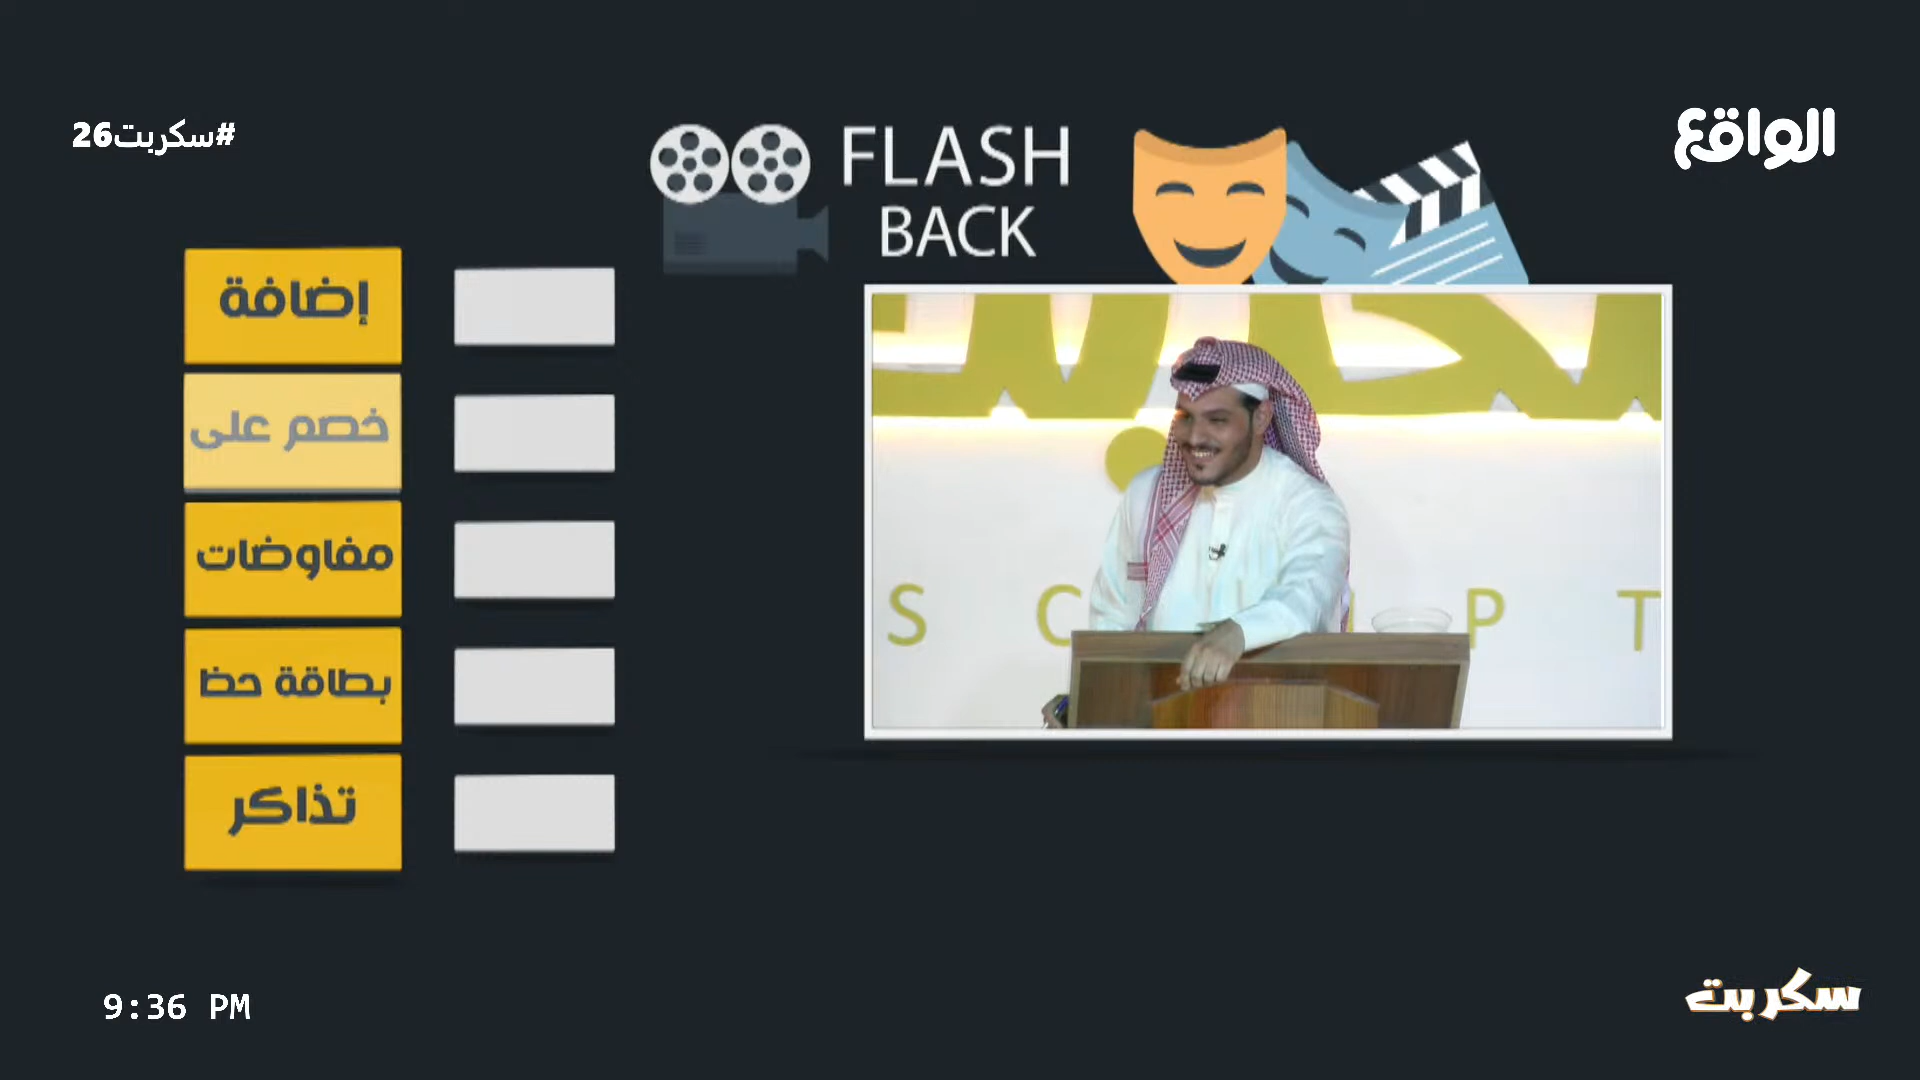 #سكربت26
الواقع
FLASH
BACK
إضافة
خصم على
مفاوضات
بطاقة حظ
تذاكر
S C I P T
9:36 PM
سكربت